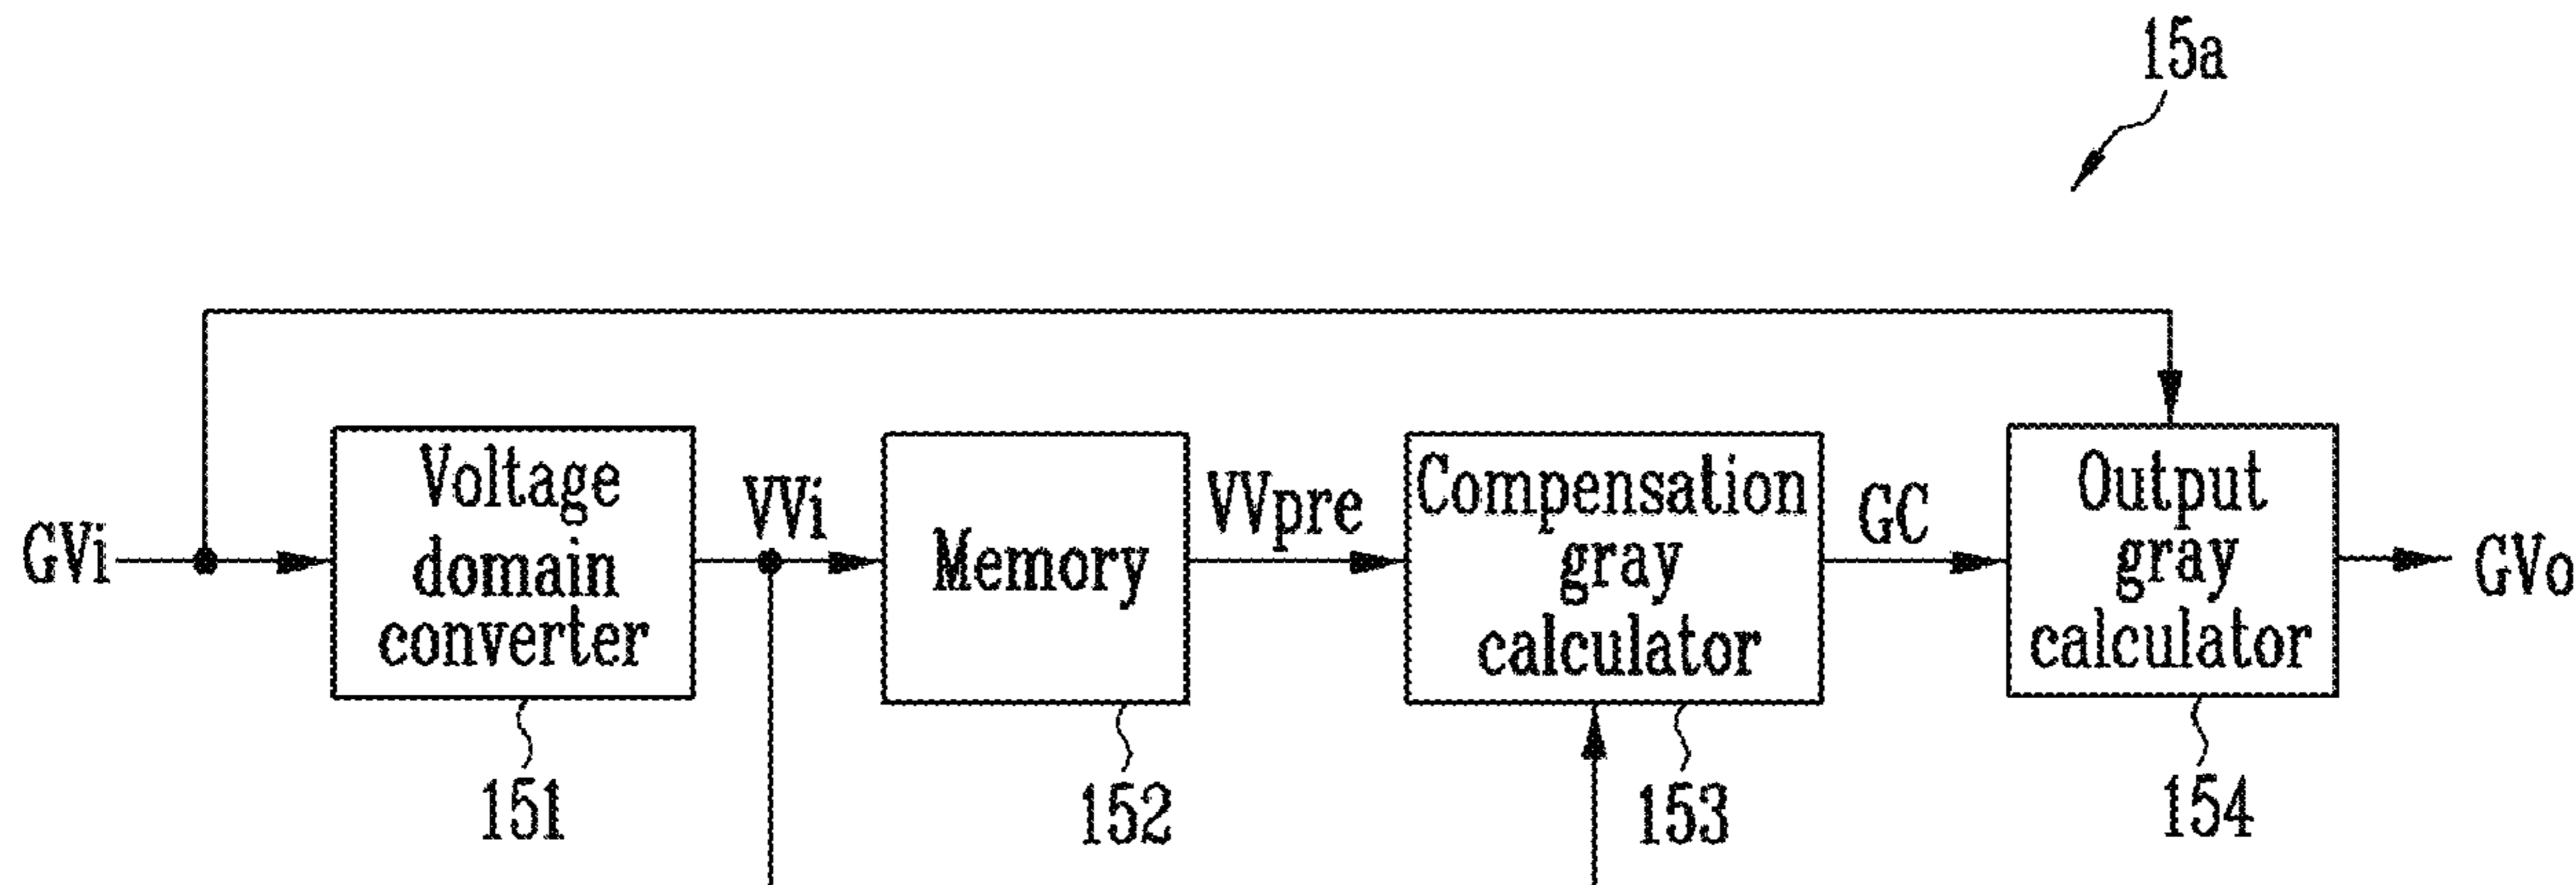 15a
GVi
Voltage
domain
converter
VVi
Memory
VVpre
Compensation
gray
calculator
GC
Output
gray
calculator
GVo
151
152
153
154